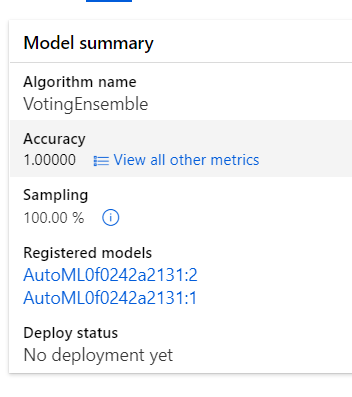 Model summary
Algorithm name
VotingEnsemble
Accuracy
1.00000 View all other metrics
Sampling
100.00 %
Registered models
AutoML0f0242a2131:2
AutoML0f0242a2131:1
Deploy status
No deployment yet